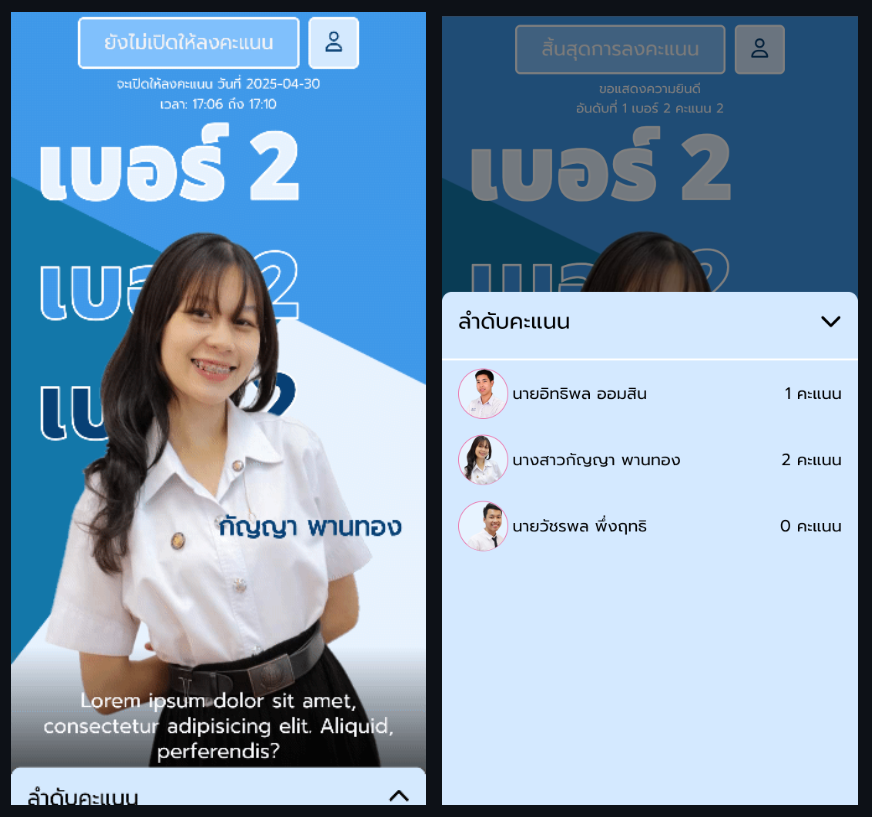 ยังไม่เปิดให้ลงคะแนน
จะเปิดให้ลงคะแนน วันที่ 2025-04-30
เวลา: 17:06 ถึง 17:10
เบอร์ 2
เบอร์ 2
เบอร์ 2
กัญญา พานทอง
Lorem ipsum dolor sit amet,
consectetur adipisicing elit. Aliquid,
perferendis?
ลำดับคะแนน
สิ้นสุดการลงคะแนน
ขอแสดงความยินดี
อันดับที่ 1 เบอร์ 2 คะแนน 2
เบอร์ 2
เบอร์ 2
ลำดับคะแนน
นายอิทธิพล ออมสิน 1 คะแนน
นางสาวกัญญา พานทอง 2 คะแนน
นายวัชรพล พึ่งฤทธิ 0 คะแนน